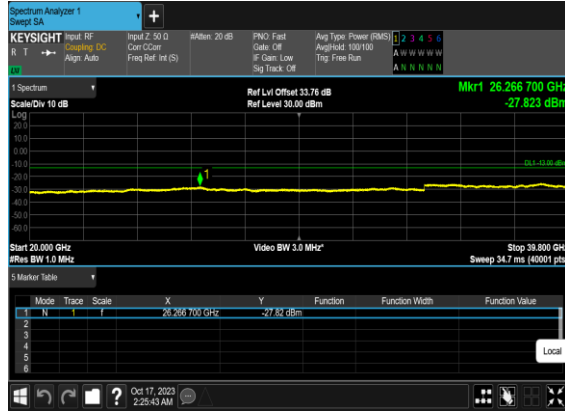 Spectrum Analyzer 1
Swept SA
KEYSIGHT Input: RF Input Z: 50 Ω #Atten: 20 dB PNO: Fast Avg Type: Power (RMS) 1 2 3 4 5 6
R T Coupling: DC Corr CCorr Gate: Off Avg|Hold: 100/100 A W W W W W
Align: Auto Freq Ref: Int (S) IF Gain: Low Trig: Free Run
Sig Track: Off A N N N N N
1 Spectrum Ref Lvl Offset 33.76 dB Mkr1 26.266 700 GHz
Scale/Div 10 dB Ref Level 30.00 dBm -27.823 dBm
Log
20.0
10.0
0.00
-10.0 DL1 -13.00 dBm
-20.0 1
-30.0
-40.0
-50.0
-60.0
Start 20.000 GHz Video BW 3.0 MHz* Stop 39.800 GHz
#Res BW 1.0 MHz Sweep 34.7 ms (40001 pts)
5 Marker Table
Mode Trace Scale X Y Function Function Width Function Value
1 N 1 f 26.266 700 GHz -27.82 dBm
2
3
4
5
6
Local
Oct 17, 2023
2:25:43 AM